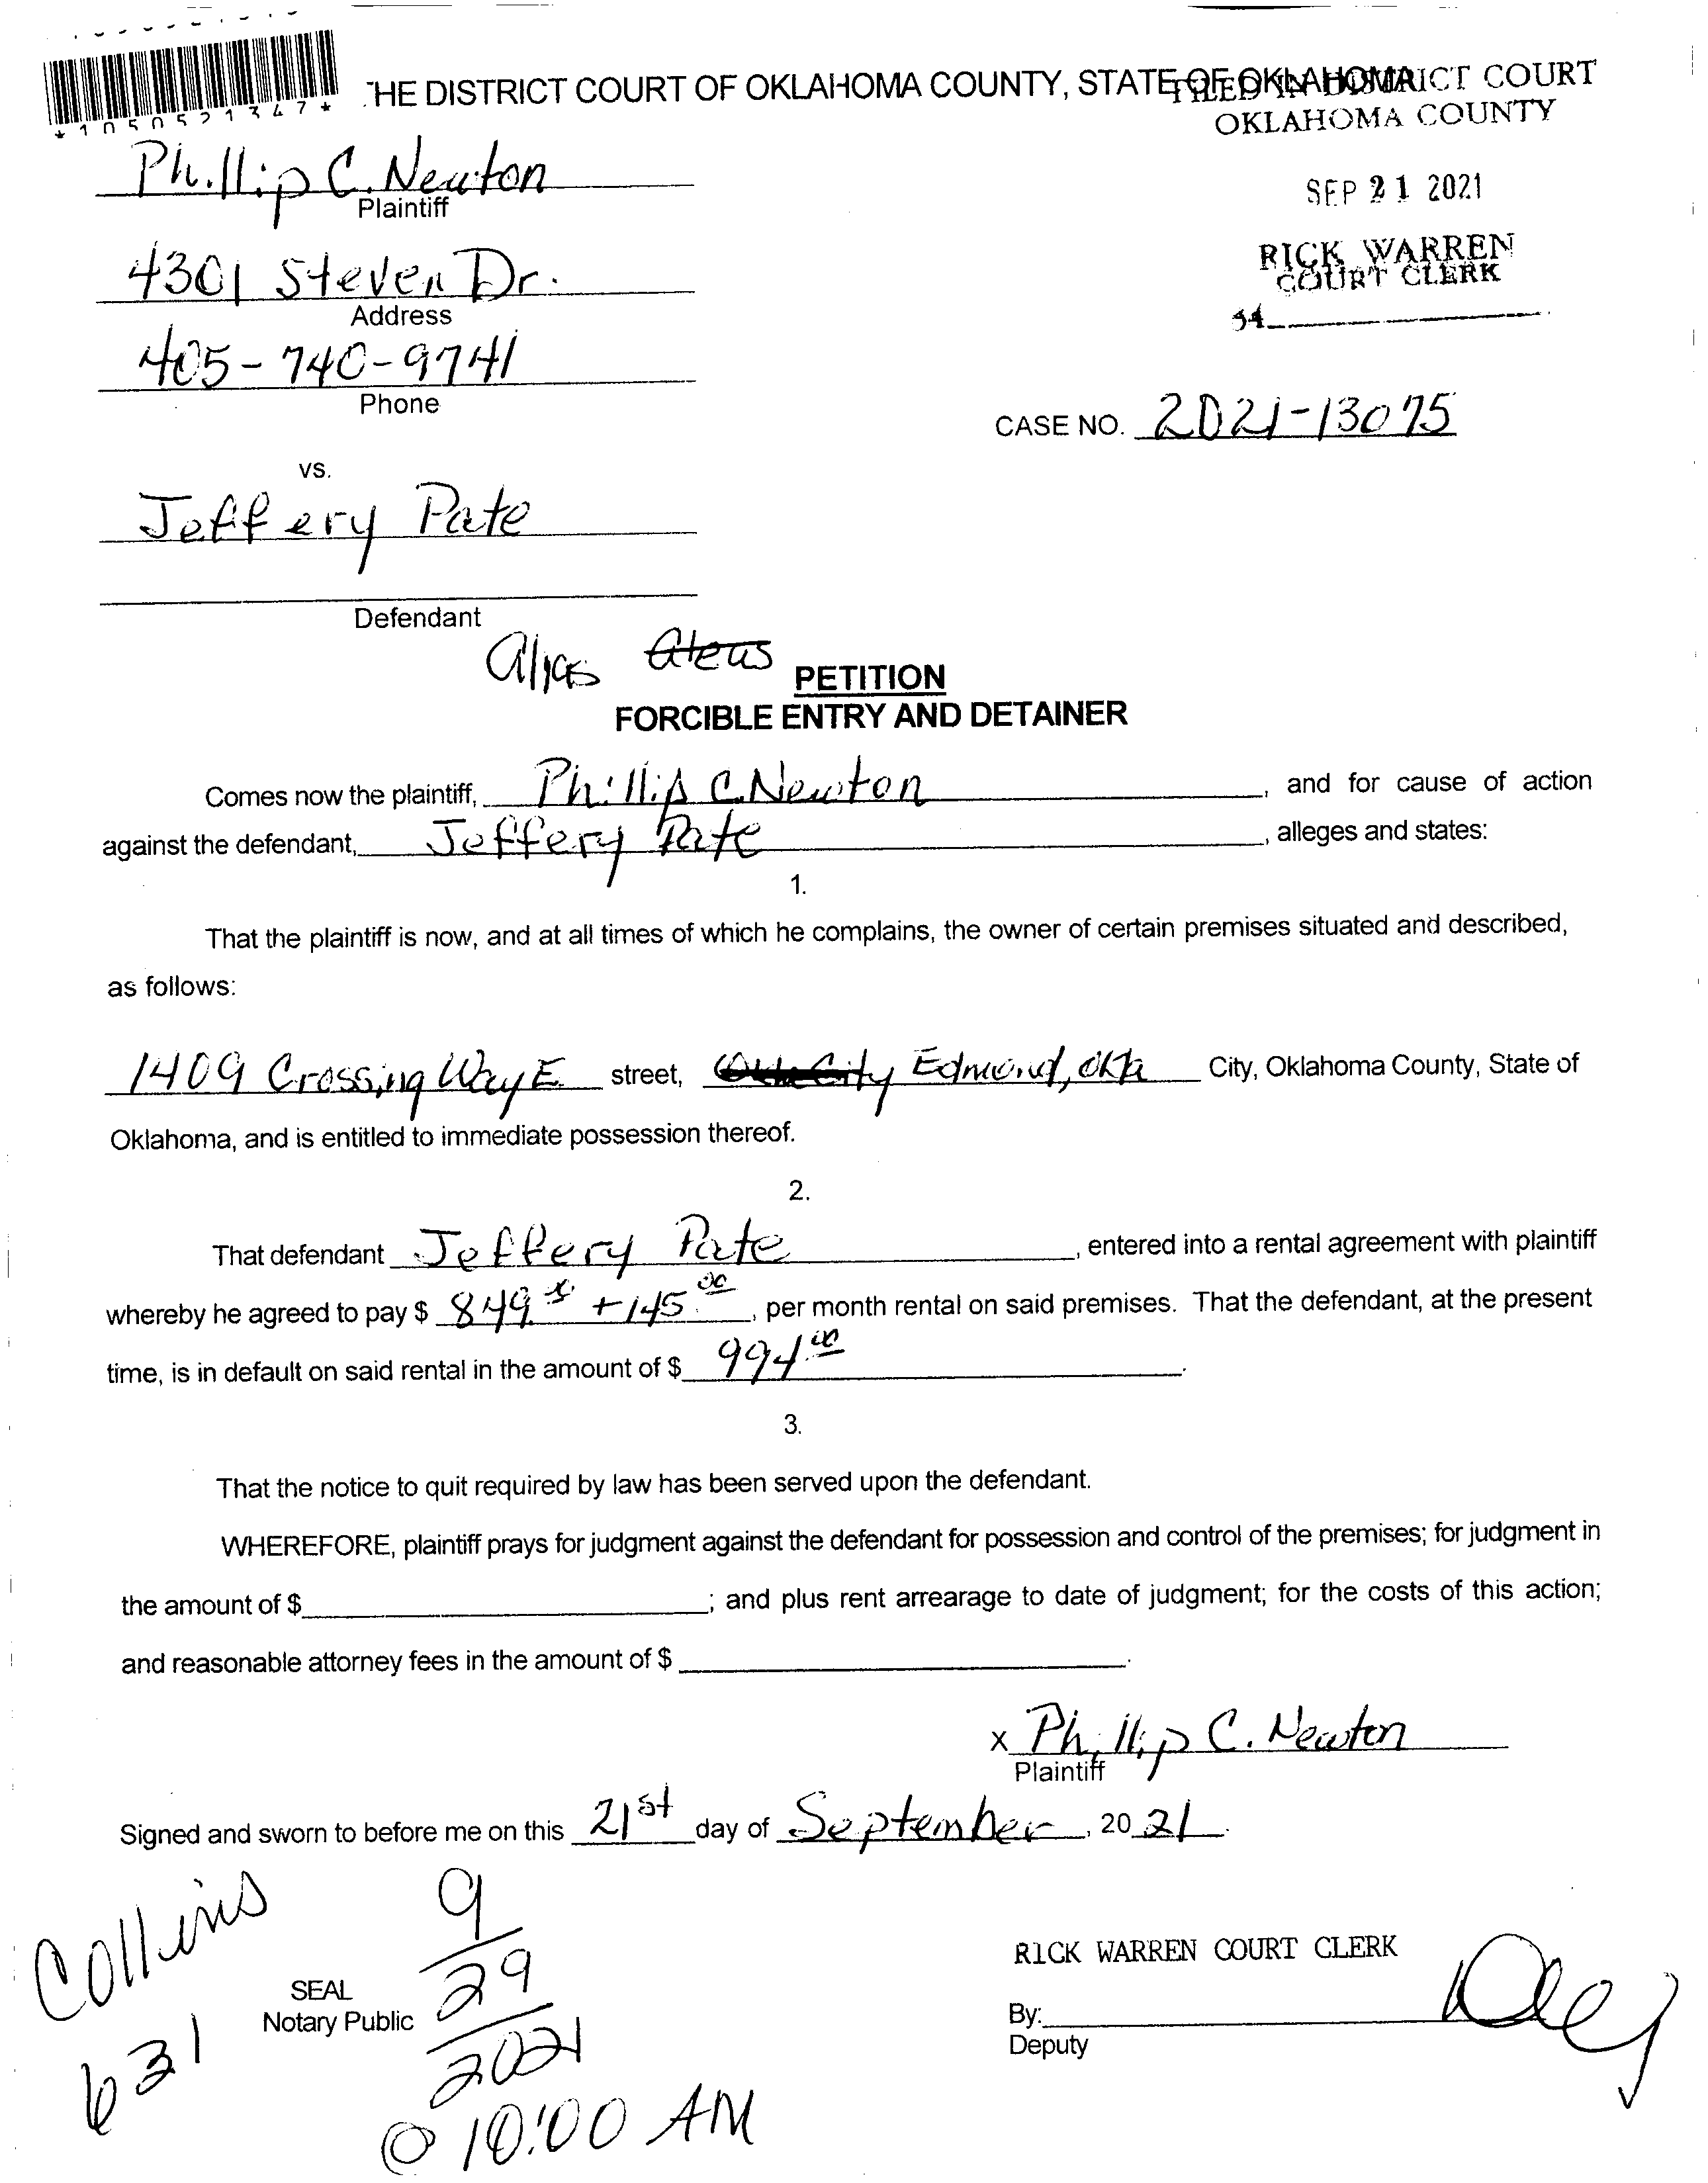 *1050521347*
THE DISTRICT COURT OF OKLAHOMA COUNTY, STATE OF OKLAHOMA
FILED IN DISTRICT COURT
OKLAHOMA COUNTY
SEP 21 2021
RICK WARREN
COURT CLERK
34
Phillip C. Newton
Plaintiff
4301 Steven Dr.
Address
405-740-9741
Phone
CASE NO. 2021-13075
vs.
Jeffery Pate
Defendant
alias
PETITION
FORCIBLE ENTRY AND DETAINER
Comes now the plaintiff, Phillip C. Newton, and for cause of action
against the defendant, Jeffery Pate, alleges and states:
1.
That the plaintiff is now, and at all times of which he complains, the owner of certain premises situated and described,
as follows:
1409 Crossing Way E. street, Edmond, Okla City, Oklahoma County, State of
Oklahoma, and is entitled to immediate possession thereof.
2.
That defendant Jeffery Pate, entered into a rental agreement with plaintiff
whereby he agreed to pay $ 849. + 145.00, per month rental on said premises. That the defendant, at the present
time, is in default on said rental in the amount of $ 994.00.
3.
That the notice to quit required by law has been served upon the defendant.
WHEREFORE, plaintiff prays for judgment against the defendant for possession and control of the premises; for judgment in
the amount of $; and plus rent arrearage to date of judgment; for the costs of this action;
and reasonable attorney fees in the amount of $.
X Phillip C. Newton
Plaintiff
Signed and sworn to before me on this 21st day of September, 2021.
Collins
631
SEAL
Notary Public
9
29
2021
@ 10:00 AM
RICK WARREN COURT CLERK
By:
Deputy